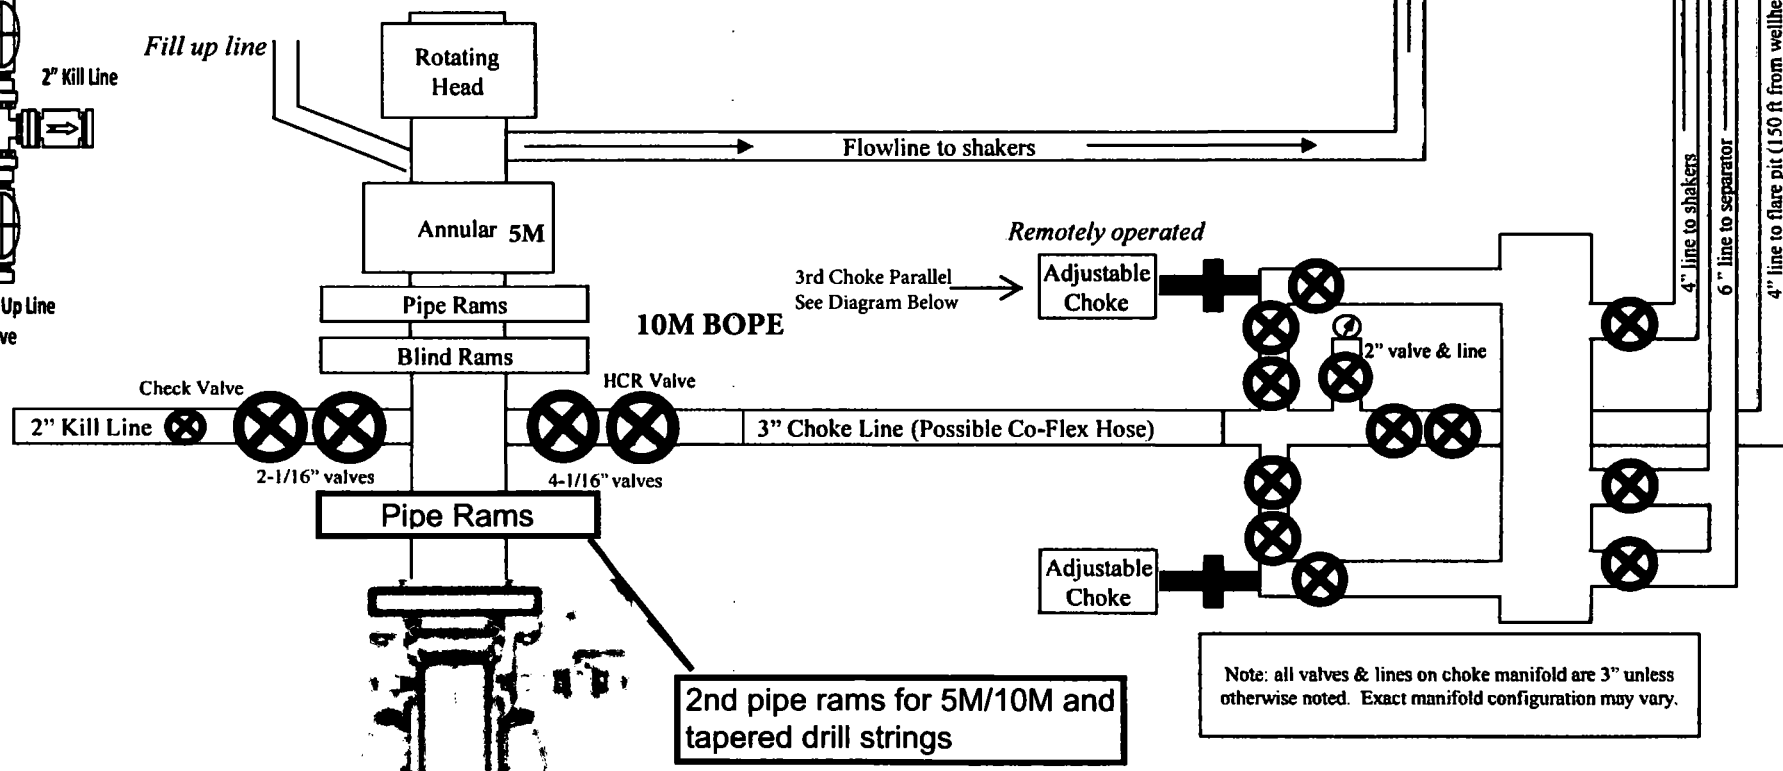 Fill up line
2" Kill Line
Up Line
ve
Rotating
Head
Flowline to shakers
Annular 5M
Pipe Rams
10M BOPE
Blind Rams
Check Valve
HCR Valve
2" Kill Line
3" Choke Line (Possible Co-Flex Hose)
2-1/16" valves
4-1/16" valves
Pipe Rams
2nd pipe rams for 5M/10M and
tapered drill strings
Remotely operated
3rd Choke Parallel
See Diagram Below
Adjustable
Choke
2" valve & line
Adjustable
Choke
4" line to shakers
6" line to separator
4" line to flare pit (150 ft from wellhe
Note: all valves & lines on choke manifold are 3" unless
otherwise noted. Exact manifold configuration may vary.